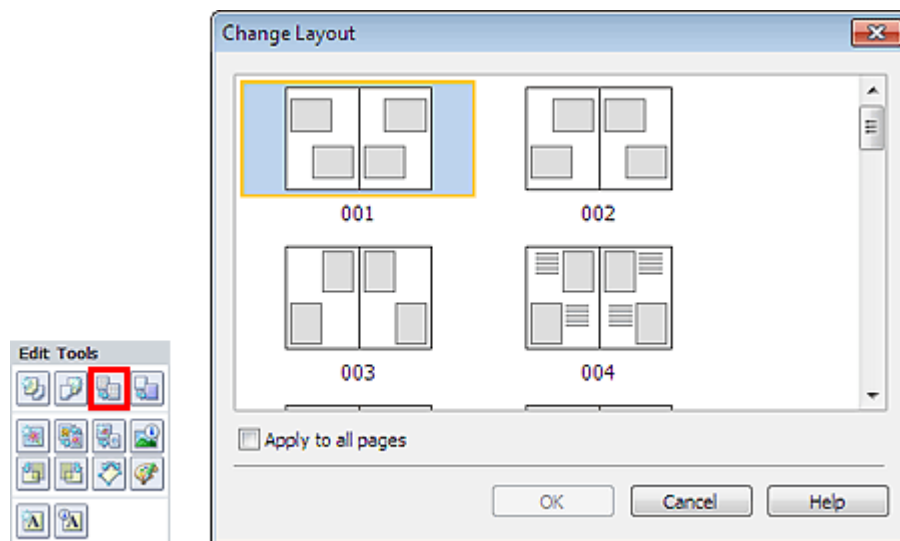 Change Layout
001 002
003 004
Edit Tools
Apply to all pages
OK Cancel Help
A A